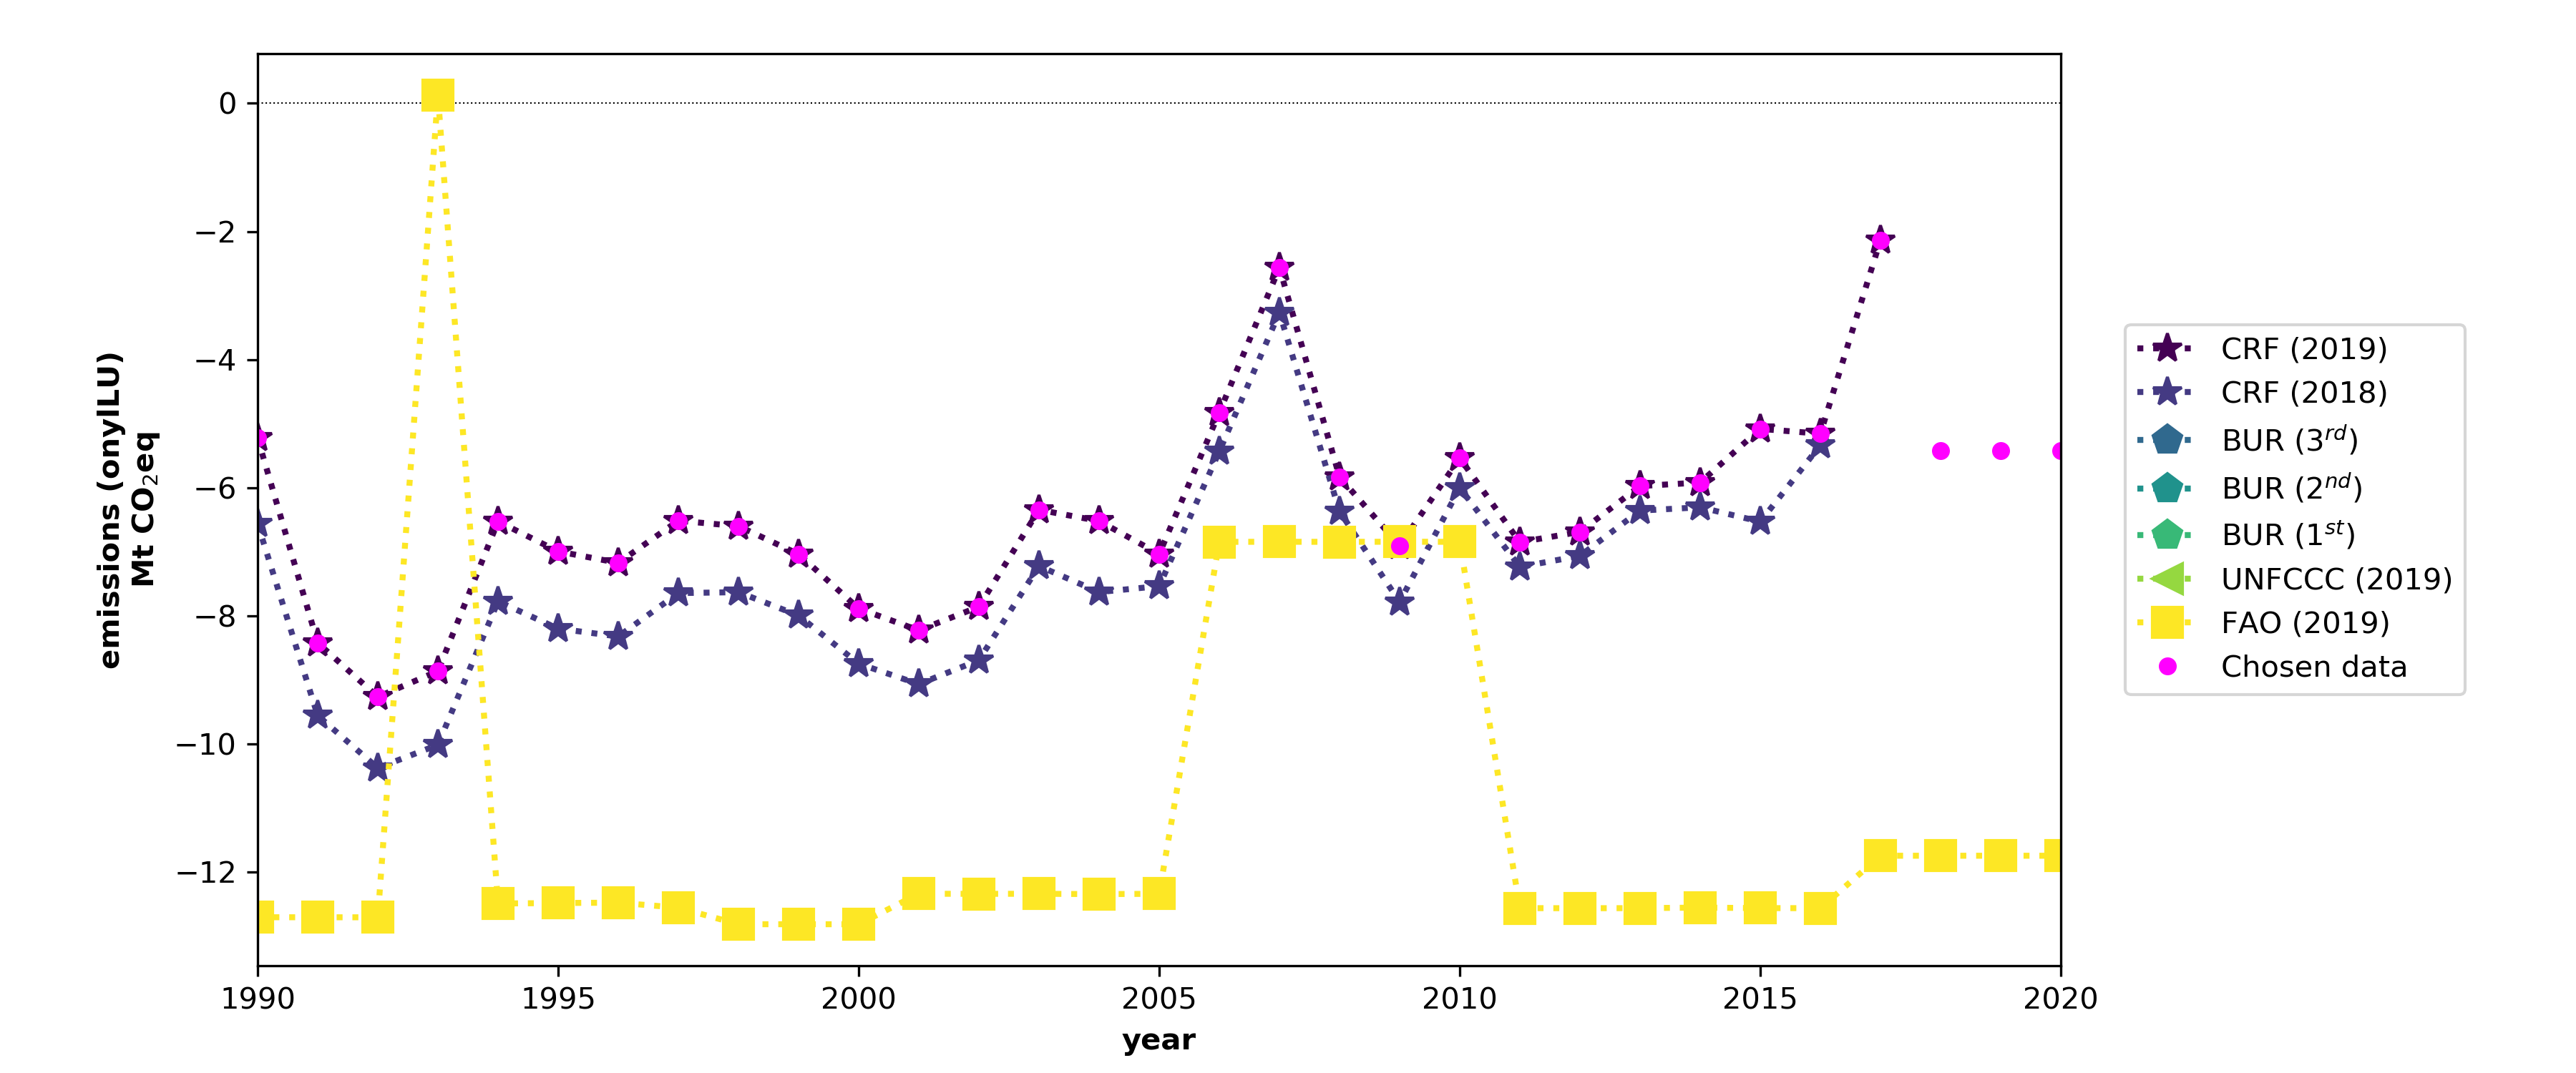 emissions (onylLU)
Mt CO₂eq
0
−2
−4
−6
−8
−10
−12
1990 1995 2000 2005 2010 2015 2020
year
CRF (2019)
CRF (2018)
BUR (3ʳᵈ)
BUR (2ⁿᵈ)
BUR (1ˢᵗ)
UNFCCC (2019)
FAO (2019)
Chosen data